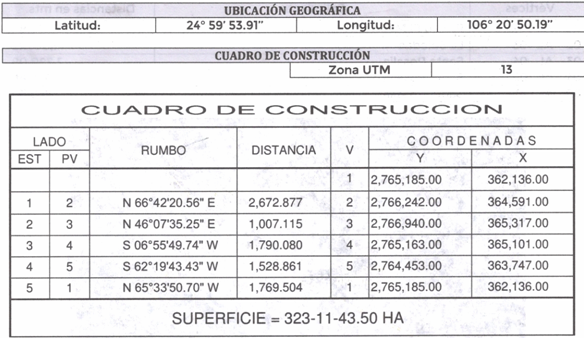 UBICACIÓN GEOGRÁFICA
Latitud: 24° 59' 53.91" Longitud: 106° 20' 50.19"
CUADRO DE CONSTRUCCIÓN
Zona UTM 13
CUADRO DE CONSTRUCCION
LADO RUMBO DISTANCIA V COORDENADAS
EST PV Y X
1 2,765,185.00 362,136.00
1 2 N 66°42'20.56" E 2,672.877 2 2,766,242.00 364,591.00
2 3 N 46°07'35.25" E 1,007.115 3 2,766,940.00 365,317.00
3 4 S 06°55'49.74" W 1,790.080 4 2,765,163.00 365,101.00
4 5 S 62°19'43.43" W 1,528.861 5 2,764,453.00 363,747.00
5 1 N 65°33'50.70" W 1,769.504 1 2,765,185.00 362,136.00
SUPERFICIE = 323-11-43.50 HA